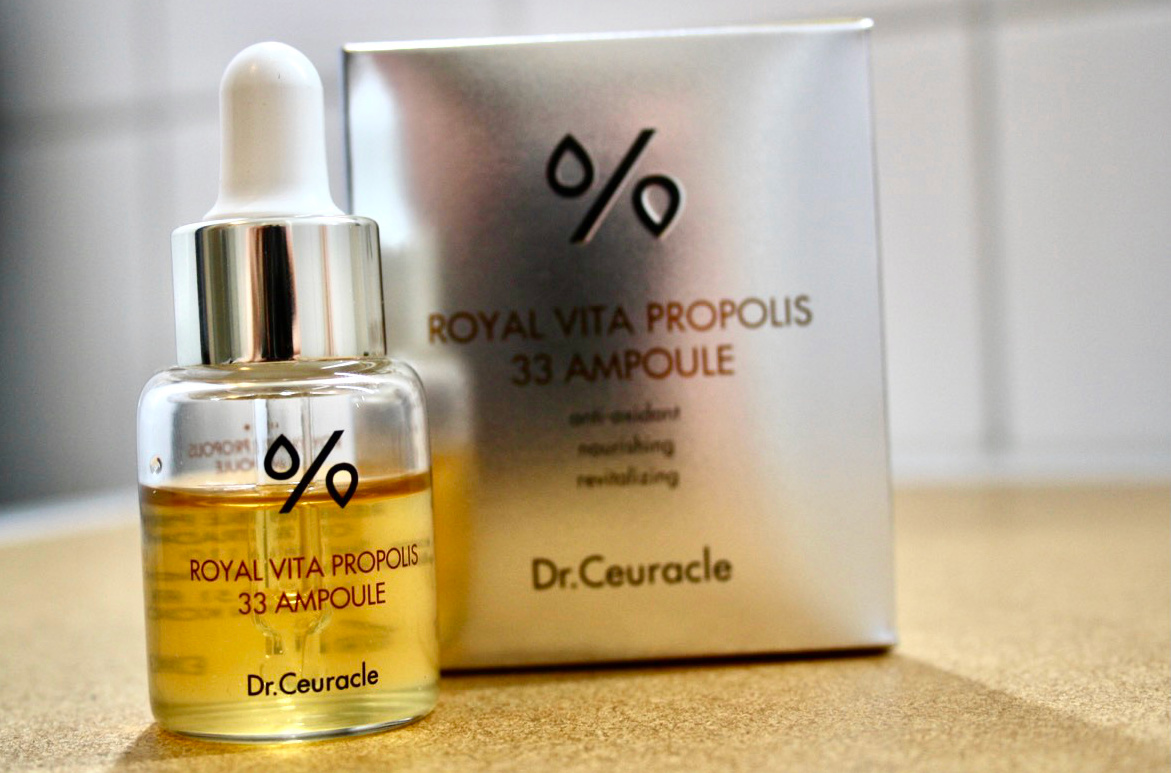 %
ROYAL VITA PROPOLIS
33 AMPOULE
Dr.Ceuracle
%
ROYAL VITA PROPOLIS
33 AMPOULE
anti-oxidant
nourishing
revitalizing
Dr.Ceuracle